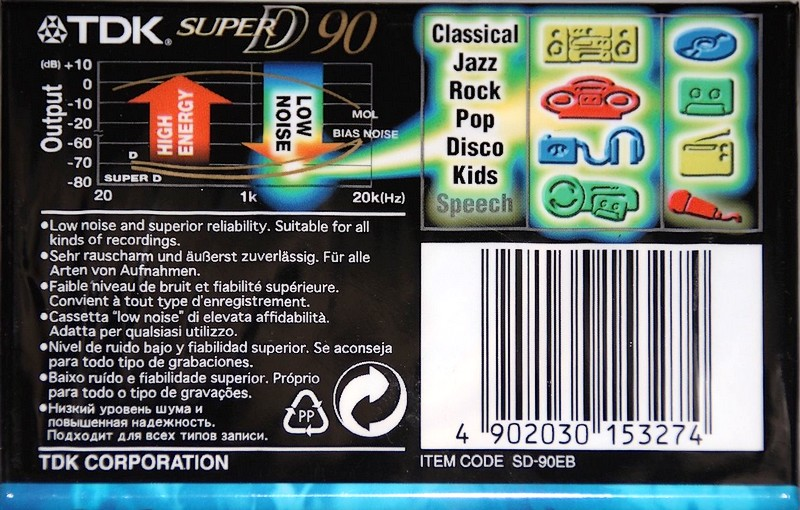 TDK. SUPER D 90
(dB) +10
0
-10
-20
-60
-70
-80
Output
HIGH ENERGY
LOW NOISE
MOL
BIAS NOISE
D
SUPER D
20 1k 20k(Hz)
Classical
Jazz
Rock
Pop
Disco
Kids
Speech
●Low noise and superior reliability. Suitable for all
kinds of recordings.
●Sehr rauscharm und äußerst zuverlässig. Für alle
Arten von Aufnahmen.
●Faible niveau de bruit et fiabilité supérieure.
Convient à tout type d'enregistrement.
●Cassetta "low noise" di elevata affidabilità.
Adatta per qualsiasi utilizzo.
●Nivel de ruido bajo y fiabilidad superior. Se aconseja
para todo tipo de grabaciones.
●Baixo ruído e fiabilidade superior. Próprio
para todo o tipo de gravações.
●Низкий уровень шума и
повышенная надежность.
Подходит для всех типов записи.
PP
TDK CORPORATION
4 902030 153274
ITEM CODE SD-90EB